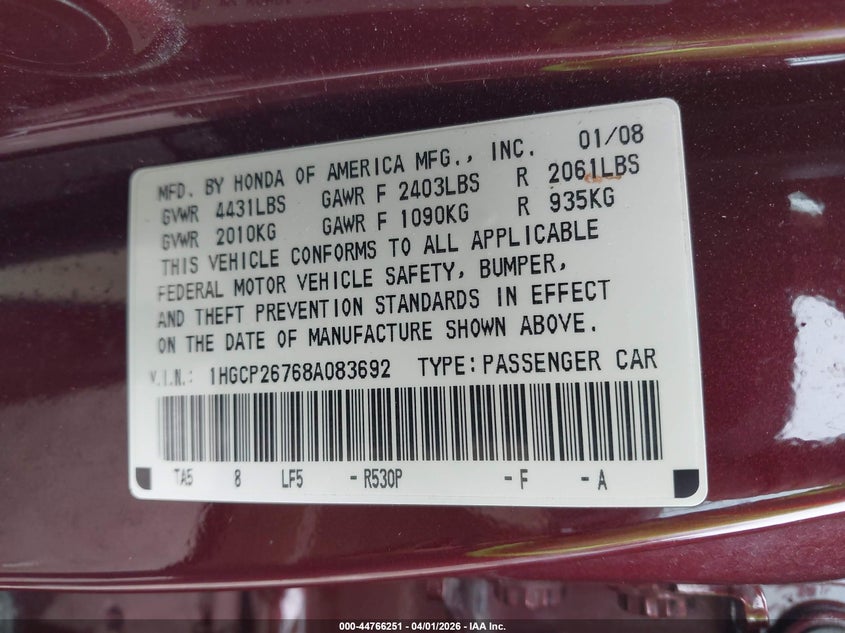 MFD. BY HONDA OF AMERICA MFG., INC. 01/08
GVWR 4431LBS GAWR F 2403LBS R 2061LBS
GVWR 2010KG GAWR F 1090KG R 935KG
THIS VEHICLE CONFORMS TO ALL APPLICABLE
FEDERAL MOTOR VEHICLE SAFETY, BUMPER,
AND THEFT PREVENTION STANDARDS IN EFFECT
ON THE DATE OF MANUFACTURE SHOWN ABOVE.
V.I.N.: 1HGCP26768A083692 TYPE: PASSENGER CAR
TA5 8 LF5 - R530P - F - A
000-44766251 - 04/01/2026 - IAA Inc.